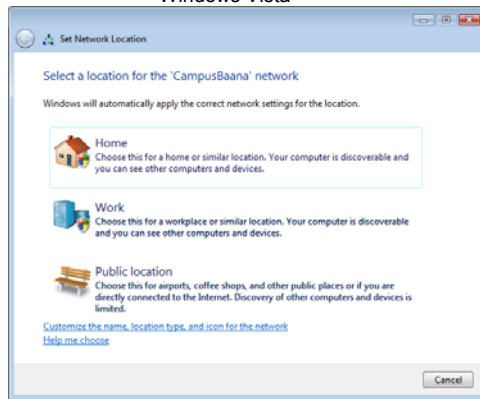 Windows Vista
Set Network Location
Select a location for the 'CampusBaana' network
Windows will automatically apply the correct network settings for the location.
Home
Choose this for a home or similar location. Your computer is discoverable and
you can see other computers and devices.
Work
Choose this for a workplace or similar location. Your computer is discoverable
and you can see other computers and devices.
Public location
Choose this for airports, coffee shops, and other public places or if you are
directly connected to the Internet. Discovery of other computers and devices is
limited.
Customize the name, location type, and icon for the network
Help me choose
Cancel